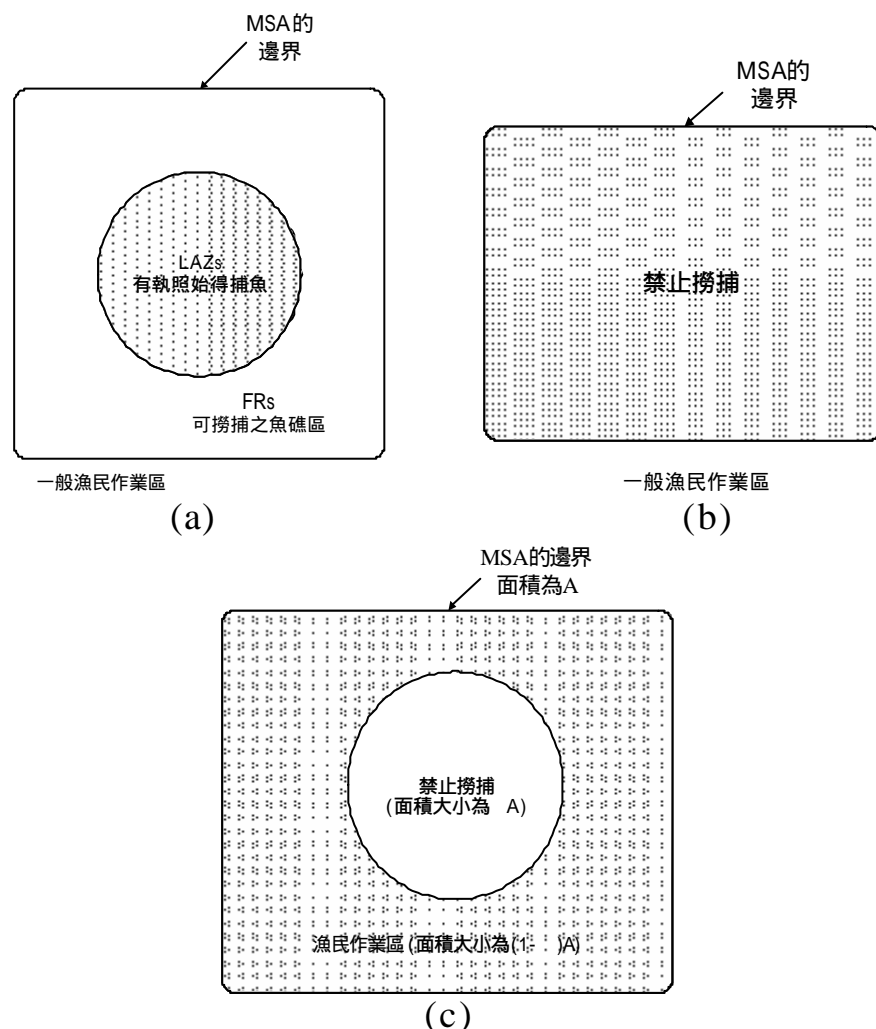 MSA的
邊界
LAZs
有執照始得捕魚
FRs
可撈捕之魚礁區
一般漁民作業區
(a)
MSA的
邊界
禁止撈捕
一般漁民作業區
(b)
MSA的邊界
面積為A
禁止撈捕
(面積大小為 A)
漁民作業區(面積大小為(1- )A)
(c)